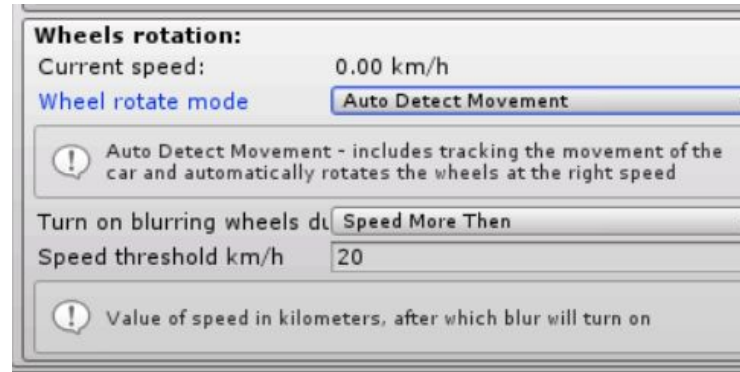 Wheels rotation:
Current speed: 0.00 km/h
Wheel rotate mode Auto Detect Movement
Auto Detect Movement - includes tracking the movement of the
car and automatically rotates the wheels at the right speed
Turn on blurring wheels du Speed More Then
Speed threshold km/h 20
Value of speed in kilometers, after which blur will turn on